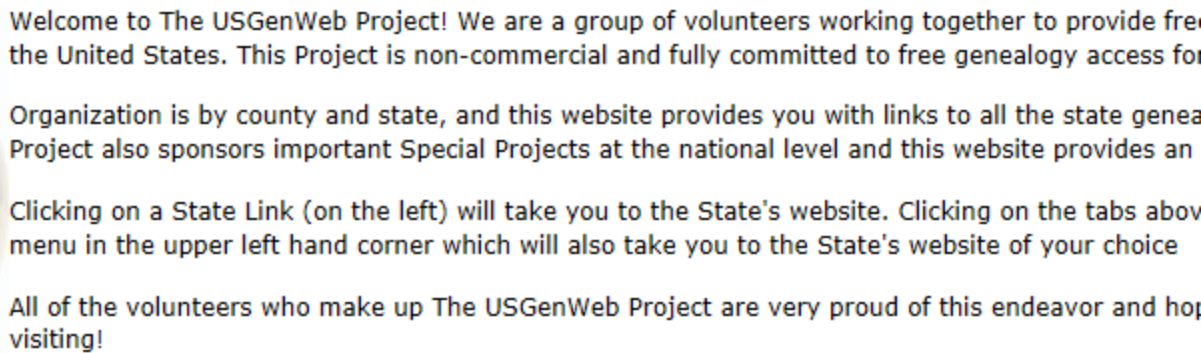 Welcome to The USGenWeb Project! We are a group of volunteers working together to provide free
the United States. This Project is non-commercial and fully committed to free genealogy access for
Organization is by county and state, and this website provides you with links to all the state genea
Project also sponsors important Special Projects at the national level and this website provides an
Clicking on a State Link (on the left) will take you to the State's website. Clicking on the tabs abov
menu in the upper left hand corner which will also take you to the State's website of your choice
All of the volunteers who make up The USGenWeb Project are very proud of this endeavor and hop
visiting!